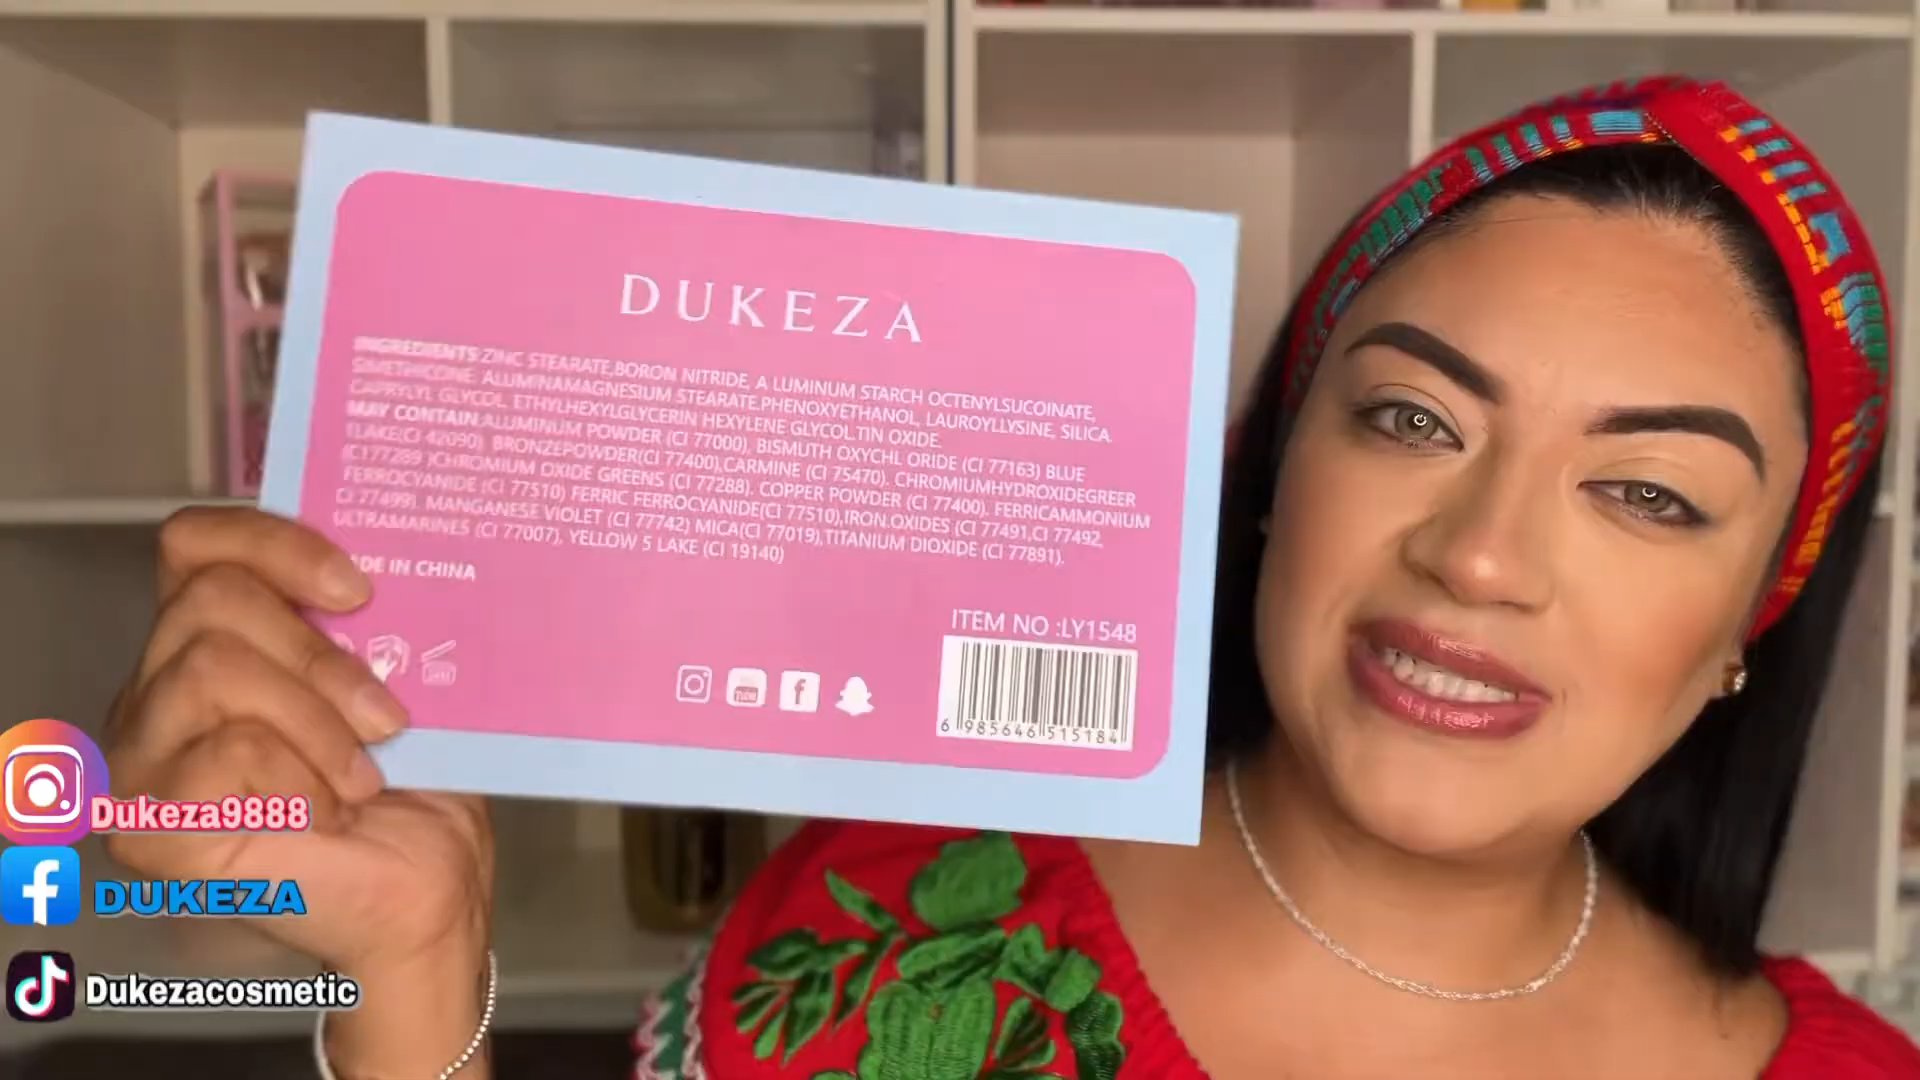 DUKEZA
INGREDIENTS:ZINC STEARATE,BORON NITRIDE, A LUMINUM STARCH OCTENYLSUCOINATE,
SIMETHICONE. ALUMINAMAGNESIUM STEARATE.PHENOXYETHANOL, LAUROYLLYSINE, SILICA.
CAPRYLYL GLYCOL. ETHYLHEXYLGLYCERIN HEXYLENE GLYCOL.TIN OXIDE.
MAY CONTAIN:ALUMINUM POWDER (CI 77000), BISMUTH OXYCHL ORIDE (CI 77163) BLUE
LAKE(CI 42090). BRONZEPOWDER(CI 77400),CARMINE (CI 75470). CHROMIUMHYDROXIDEGREER
(C177289 )CHROMIUM OXIDE GREENS (CI 77288). COPPER POWDER (CI 77400). FERRICAMMONIUM
FERROCYANIDE (CI 77510) FERRIC FERROCYANIDE(CI 77510),IRON.OXIDES (CI 77491,CI 77492,
CI 77499). MANGANESE VIOLET (CI 77742) MICA(CI 77019),TITANIUM DIOXIDE (CI 77891).
ULTRAMARINES (CI 77007), YELLOW 5 LAKE (CI 19140)
ADE IN CHINA
ITEM NO :LY1548
6 985646 515184
Dukeza9888
DUKEZA
Dukezacosmetic